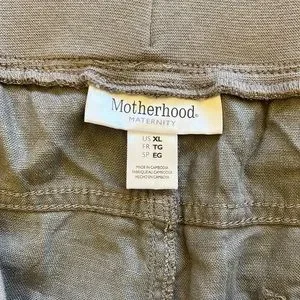 Motherhood®
MATERNITY
US XL
FR TG
SP EG
MADE IN CAMBODIA
FABRIQUÉ AU CAMBODGE
HECHO EN CAMBOYA